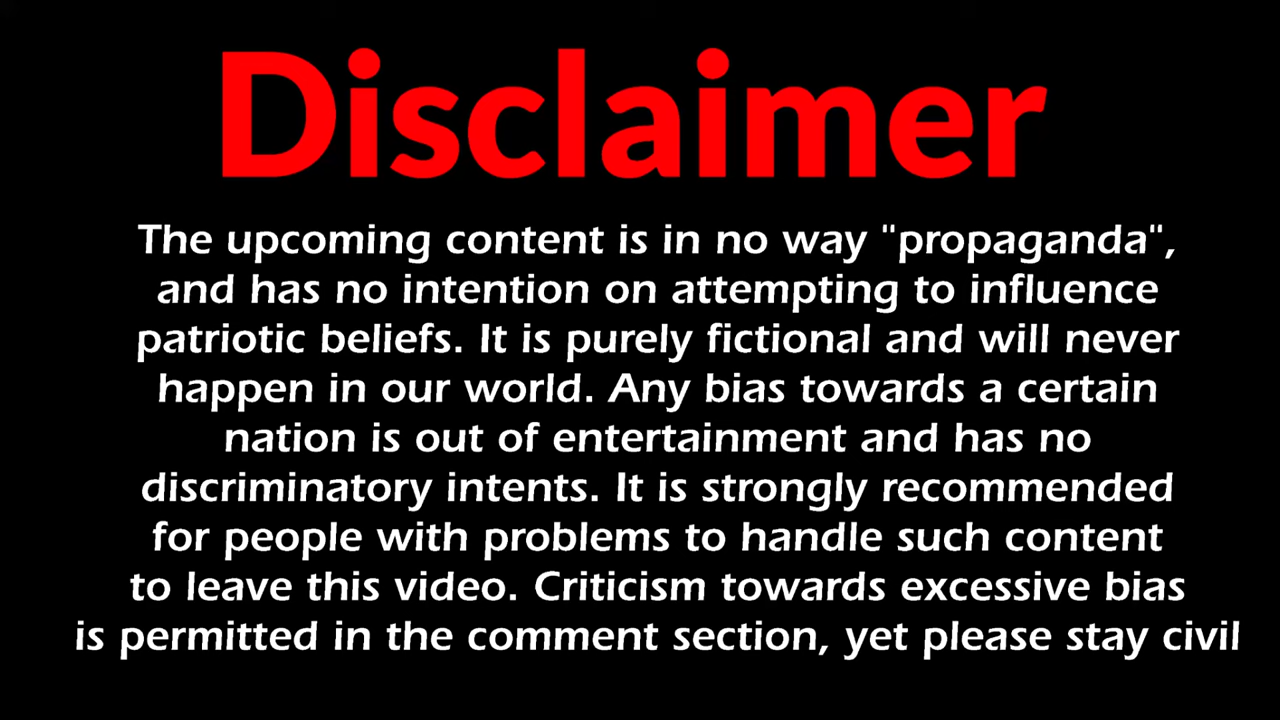 Disclaimer
The upcoming content is in no way "propaganda",
and has no intention on attempting to influence
patriotic beliefs. It is purely fictional and will never
happen in our world. Any bias towards a certain
nation is out of entertainment and has no
discriminatory intents. It is strongly recommended
for people with problems to handle such content
to leave this video. Criticism towards excessive bias
is permitted in the comment section, yet please stay civil